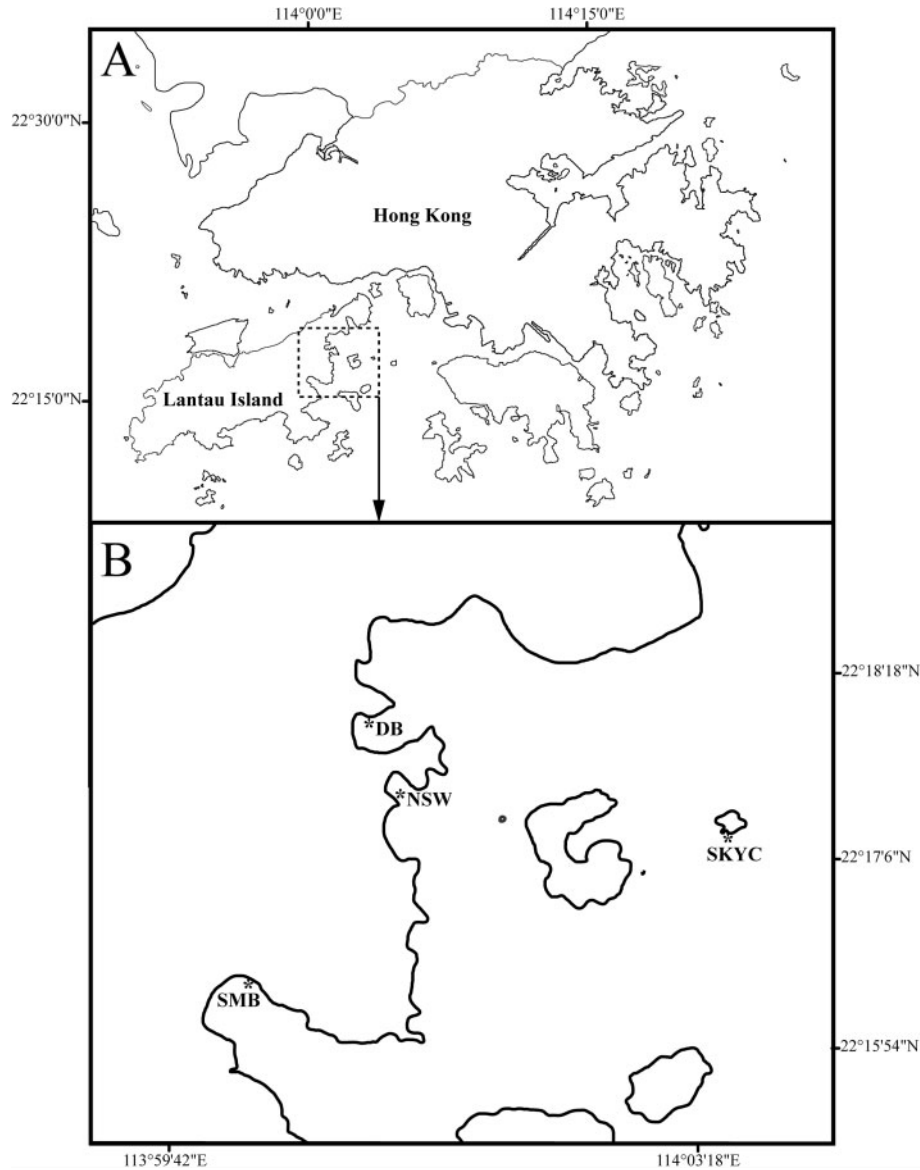 114°0'0"E
114°15'0"E
A
22°30'0"N
Hong Kong
22°15'0"N
Lantau Island
B
22°18'18"N
*DB
*NSW
*
SKYC
22°17'6"N
*
SMB
22°15'54"N
113°59'42"E
114°03'18"E